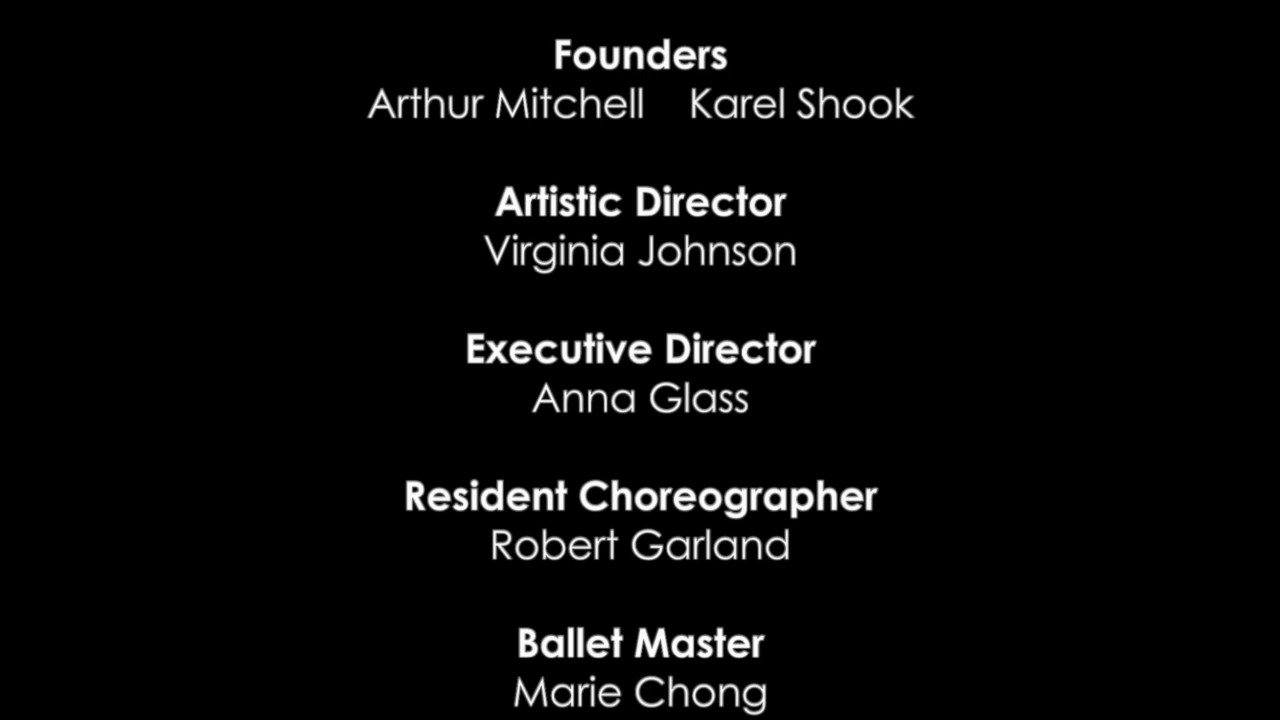 Founders
Arthur Mitchell Karel Shook
Artistic Director
Virginia Johnson
Executive Director
Anna Glass
Resident Choreographer
Robert Garland
Ballet Master
Marie Chong